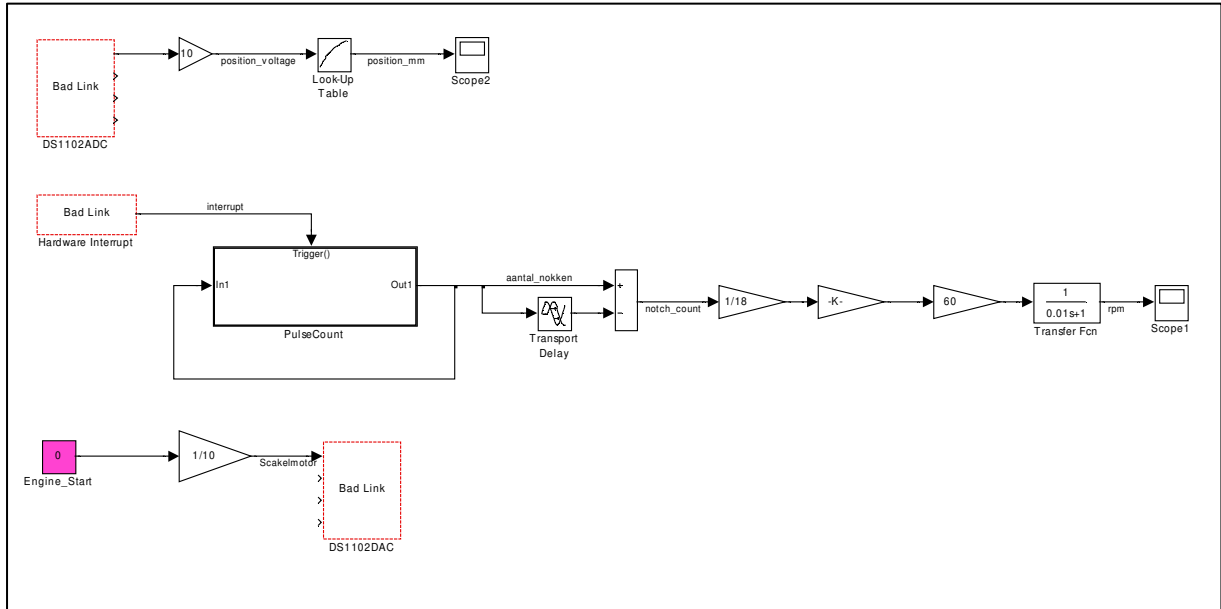 10
position_voltage
Look-Up
Table
position_mm
Scope2
Bad Link
DS1102ADC
Bad Link
Hardware Interrupt
interrupt
Trigger()
In1
Out1
PulseCount
aantal_nokken
Transport
Delay
+
−
notch_count
1/18
-K-
60
1
0.01s+1
Transfer Fcn
rpm
Scope1
0
Engine_Start
1/10
Scakelmotor
Bad Link
DS1102DAC